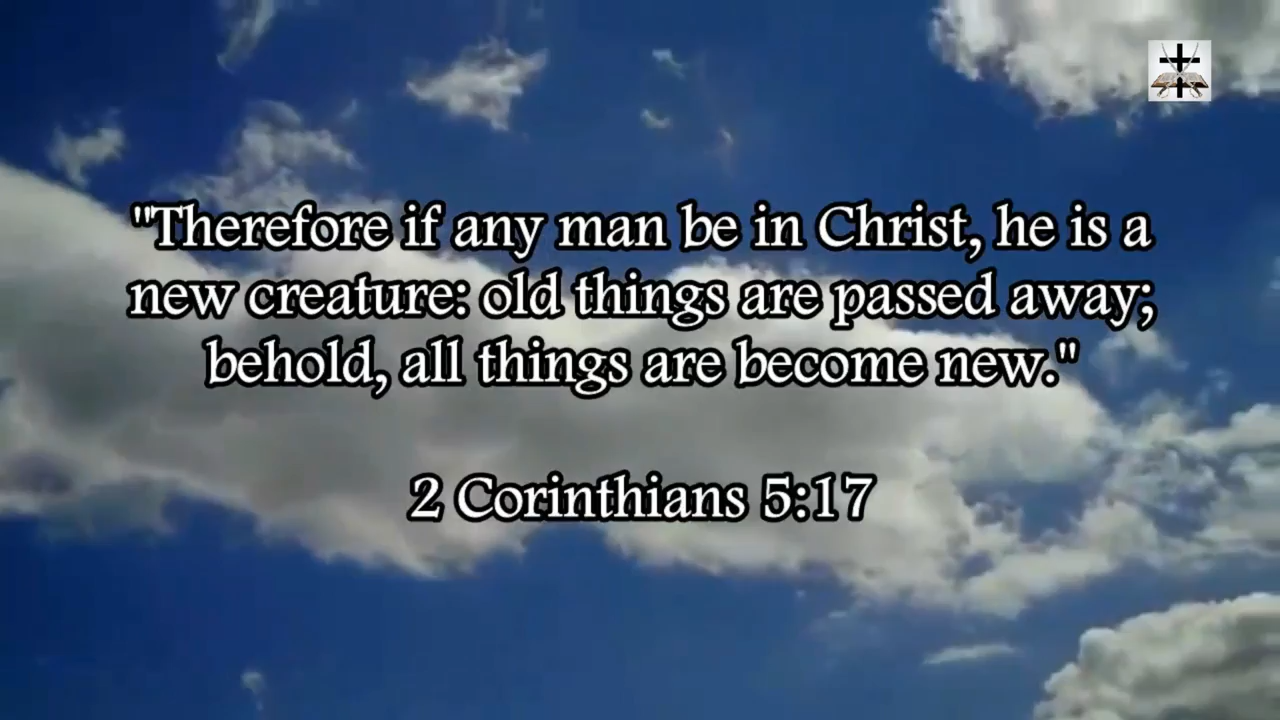 "Therefore if any man be in Christ, he is a
new creature: old things are passed away;
behold, all things are become new."
2 Corinthians 5:17